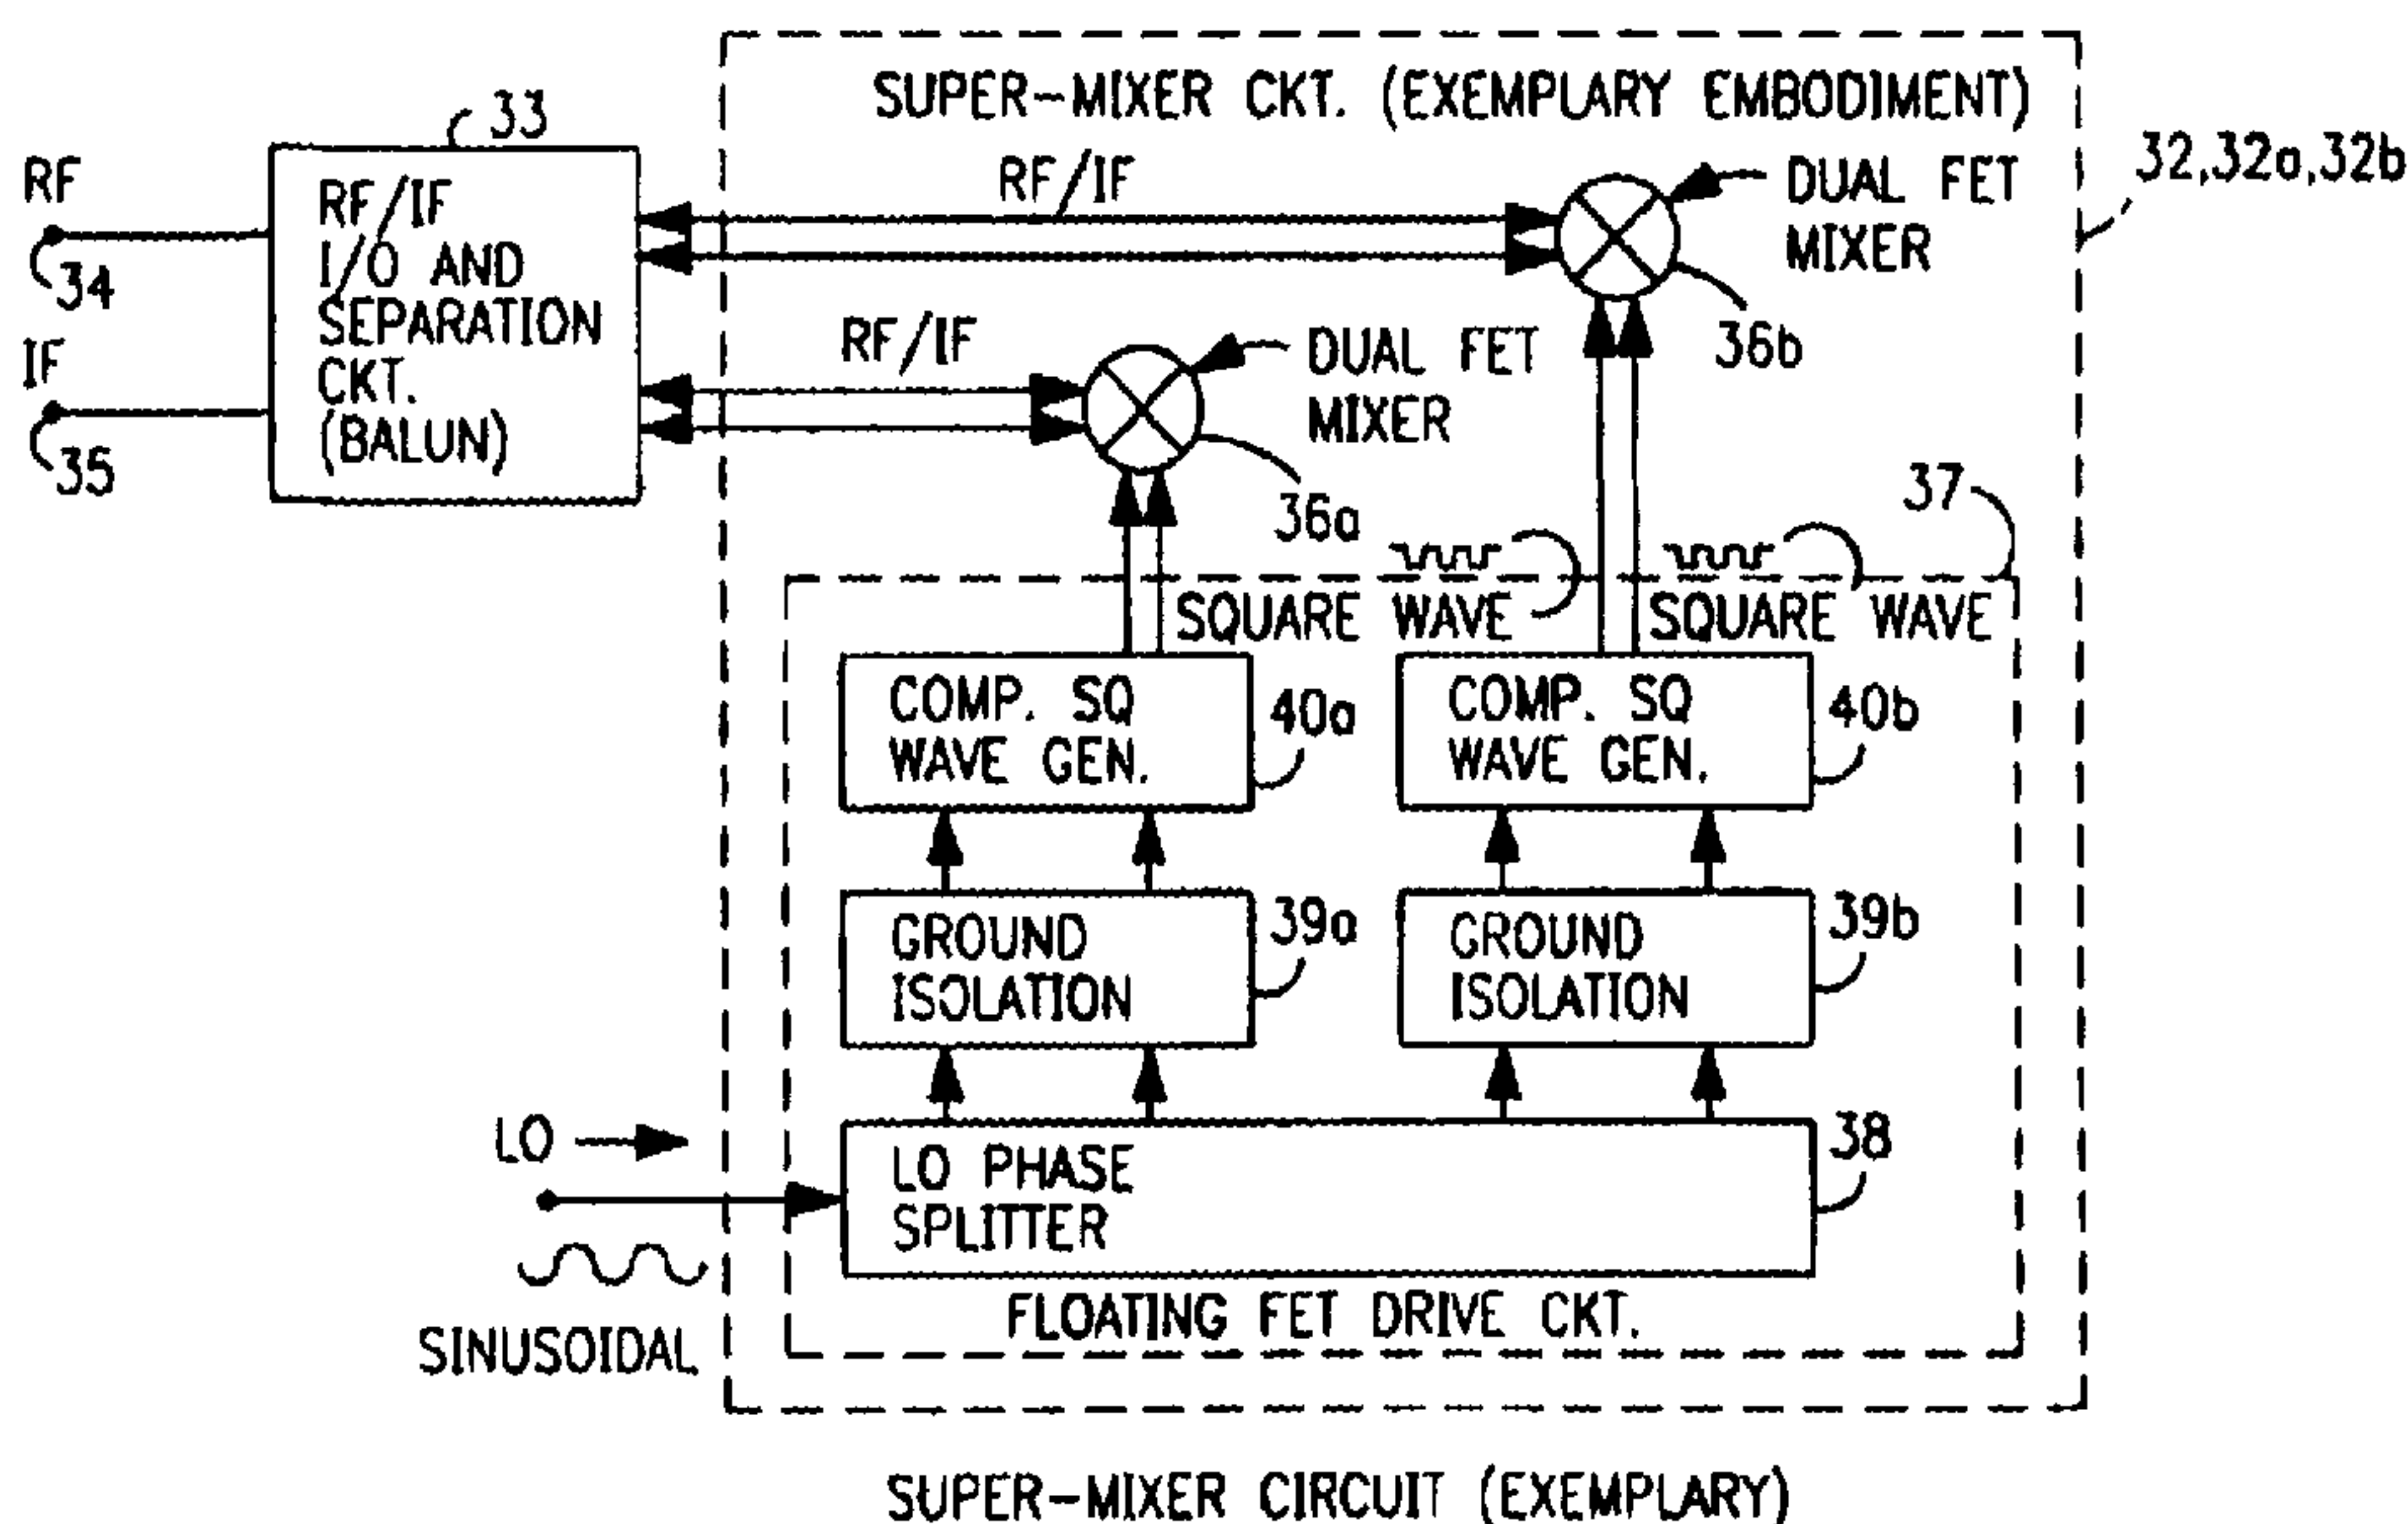 SUPER-MIXER CKT. (EXEMPLARY EMBODIMENT)
32,32a,32b
33
RF
34
IF
35
RF/IF
I/O AND
SEPARATION
CKT.
(BALUN)
RF/IF
DUAL FET
MIXER
36b
RF/IF
DUAL FET
MIXER
36a
37
SQUARE WAVE
SQUARE WAVE
COMP. SQ
WAVE GEN.
40a
COMP. SQ
WAVE GEN.
40b
GROUND
ISOLATION
39a
GROUND
ISOLATION
39b
LO
LO PHASE
SPLITTER
38
SINUSOIDAL
FLOATING FET DRIVE CKT.
SUPER-MIXER CIRCUIT (EXEMPLARY)